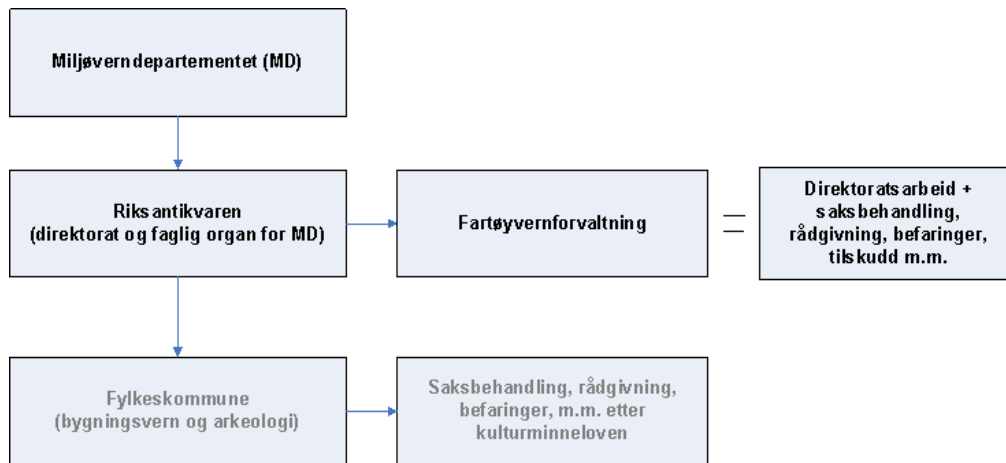 Miljøverndepartementet (MD)
Riksantikvaren
(direktorat og faglig organ for MD)
Fartøyvernforvaltning
=
Direktoratsarbeid +
saksbehandling,
rådgivning, befaringer,
tilskudd m.m.
Fylkeskommune
(bygningsvern og arkeologi)
Saksbehandling, rådgivning,
befaringer, m.m. etter
kulturminneloven